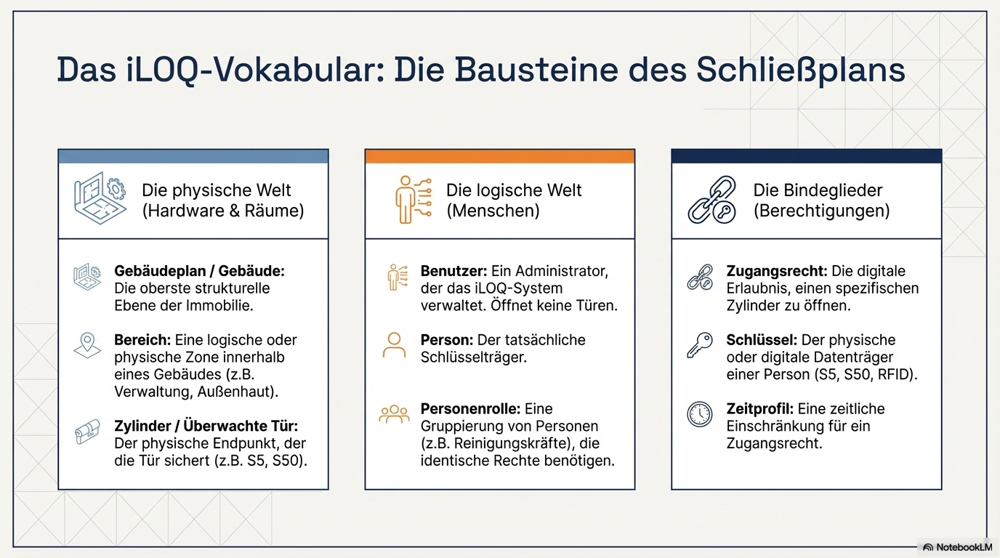 Das iLOQ-Vokabular: Die Bausteine des Schließplans
Die physische Welt
(Hardware & Räume)
Gebäudeplan / Gebäude:
Die oberste strukturelle
Ebene der Immobilie.
Bereich: Eine logische oder
physische Zone innerhalb
eines Gebäudes (z.B.
Verwaltung, Außenhaut).
Zylinder / Überwachte Tür:
Der physische Endpunkt, der
die Tür sichert (z.B. S5, S50).
Die logische Welt
(Menschen)
Benutzer: Ein Administrator,
der das iLOQ-System
verwaltet. Öffnet keine Türen.
Person: Der tatsächliche
Schlüsselträger.
Personenrolle: Eine
Gruppierung von Personen
(z.B. Reinigungskräfte), die
identische Rechte benötigen.
Die Bindeglieder
(Berechtigungen)
Zugangsrecht: Die digitale
Erlaubnis, einen spezifischen
Zylinder zu öffnen.
Schlüssel: Der physische
oder digitale Datenträger
einer Person (S5, S50, RFID).
Zeitprofil: Eine zeitliche
Einschränkung für ein
Zugangsrecht.
NotebookLM